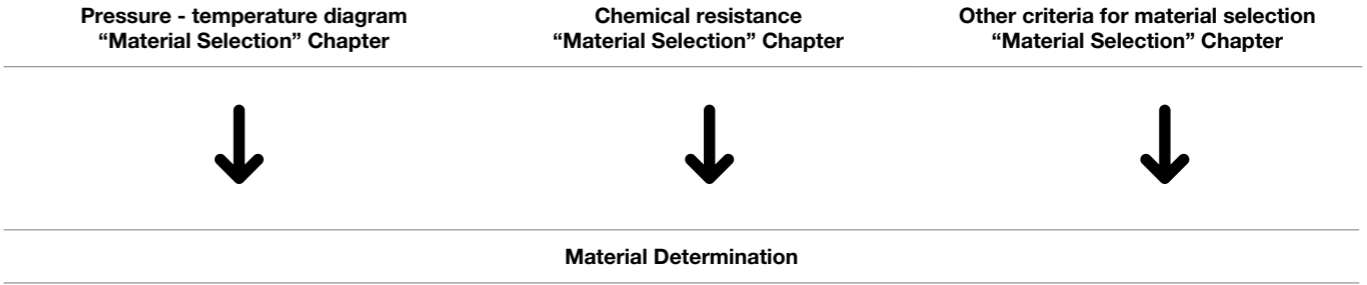 Pressure - temperature diagram
“Material Selection” Chapter
Chemical resistance
“Material Selection” Chapter
Other criteria for material selection
“Material Selection” Chapter
Material Determination